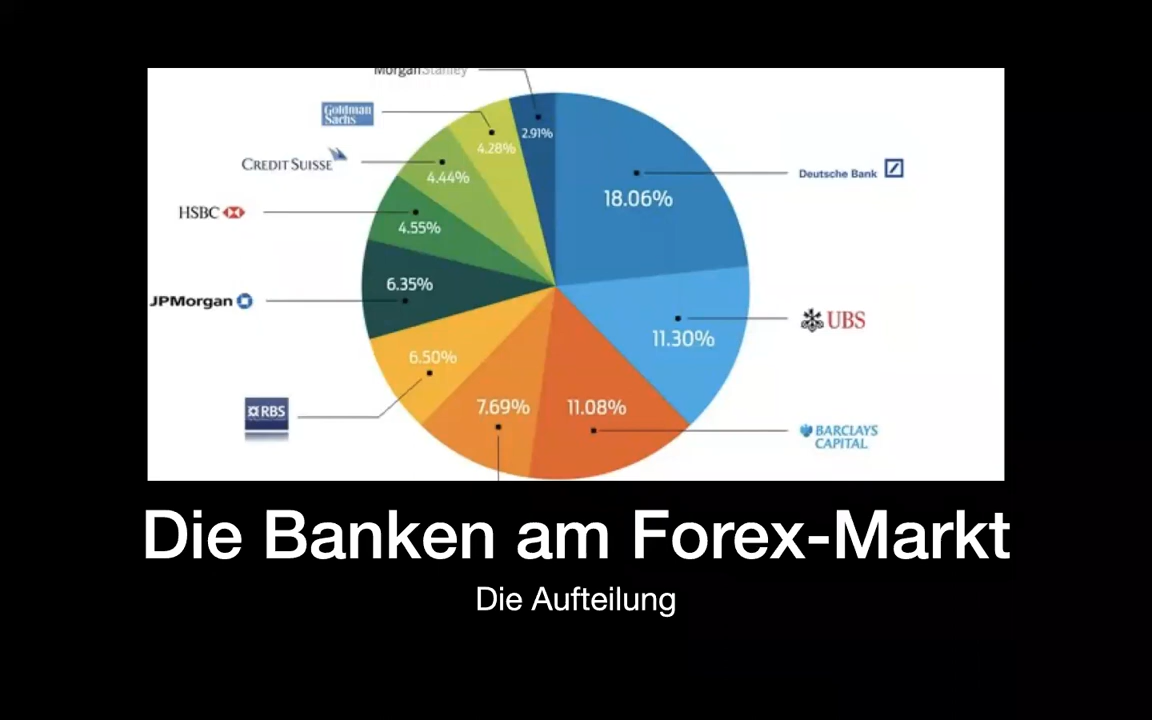 MorganStanley
Goldman
Sachs
2.91%
4.28%
CREDIT SUISSE
4.44%
Deutsche Bank
18.06%
HSBC
4.55%
6.35%
JPMorgan
UBS
11.30%
6.50%
RBS
7.69%
11.08%
BARCLAYS
CAPITAL
Die Banken am Forex-Markt
Die Aufteilung